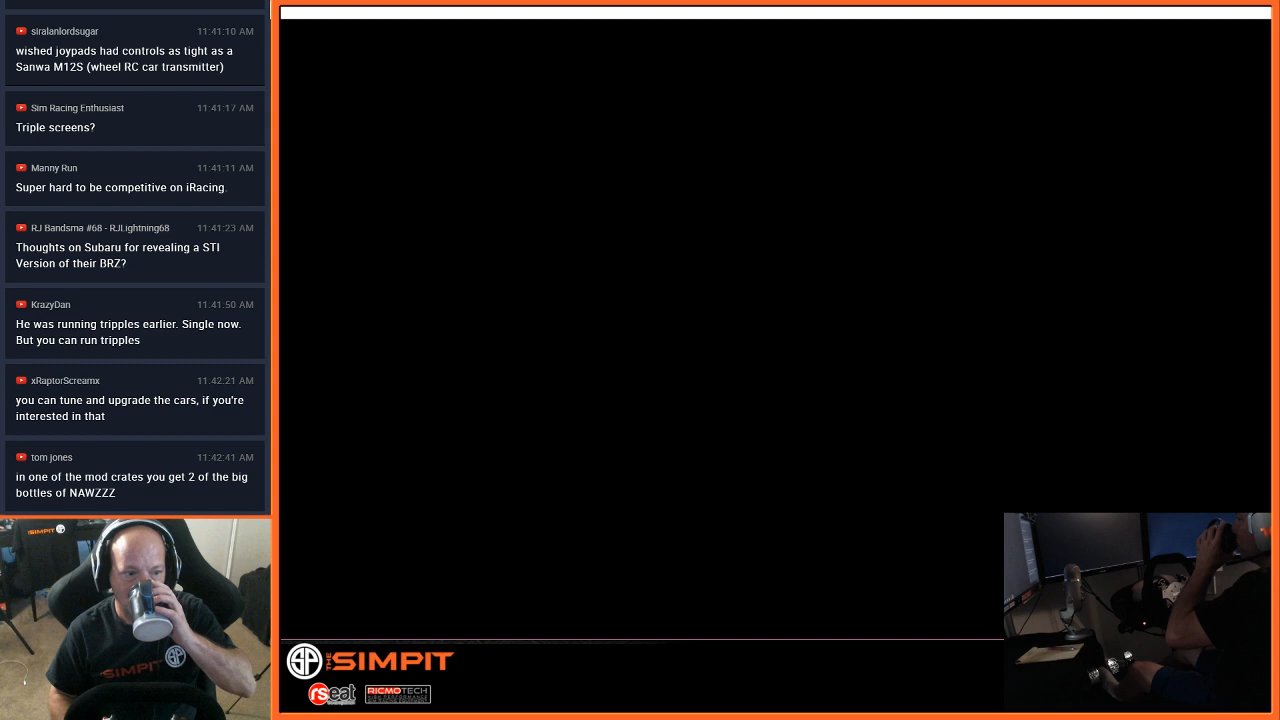 siralanlordsugar 11:41:10 AM
wished joypads had controls as tight as a
Sanwa M12S (wheel RC car transmitter)
Sim Racing Enthusiast 11:41:17 AM
Triple screens?
Manny Run 11:41:11 AM
Super hard to be competitive on iRacing.
RJ Bandsma #68 - RJLightning68 11:41:23 AM
Thoughts on Subaru for revealing a STI
Version of their BRZ?
KrazyDan 11:41:50 AM
He was running tripples earlier. Single now.
But you can run tripples
xRaptorScreamx 11:42:21 AM
you can tune and upgrade the cars, if you're
interested in that
tom jones 11:42:41 AM
in one of the mod crates you get 2 of the big
bottles of NAWZZZ
SIMPIT
SIMPIT SP
SP THE SIMPIT
rseat RICMOTECH